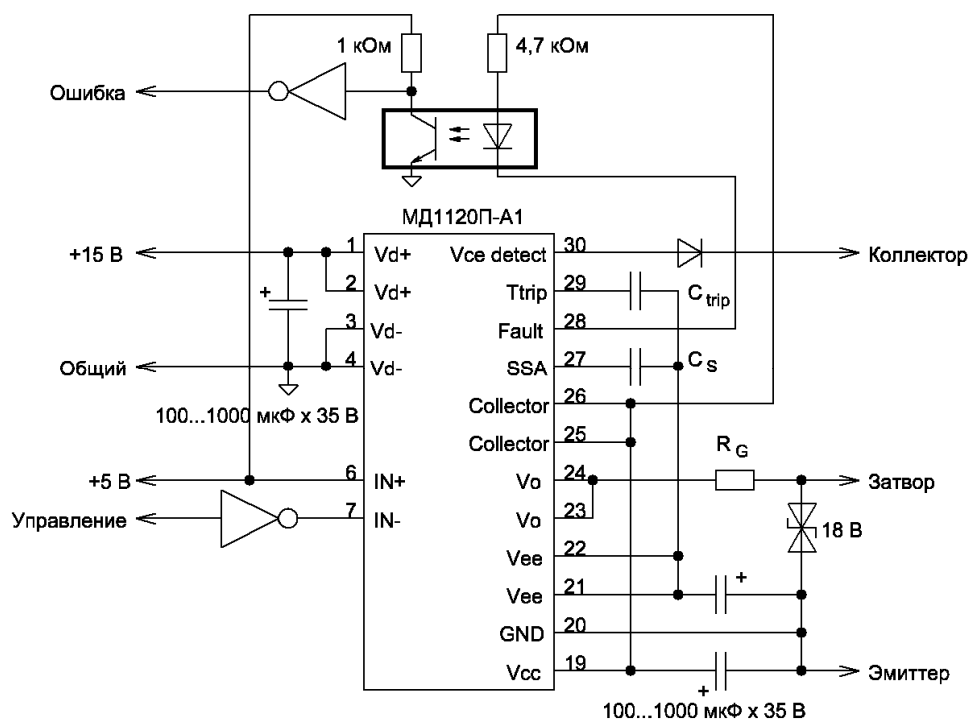 1 кОм
4,7 кОм
Ошибка
МД1120П-А1
+15 В
1
Vd+
Vce detect
30
Коллектор
2
Vd+
Ttrip
29
C trip
+
3
Vd-
Fault
28
Общий
4
Vd-
SSA
27
C S
100...1000 мкФ x 35 В
Collector
26
Collector
25
+5 В
6
IN+
Vo
24
R G
Затвор
Управление
7
IN-
Vo
23
18 В
Vee
22
Vee
21
+
GND
20
Vcc
19
+
Эмиттер
100...1000 мкФ x 35 В